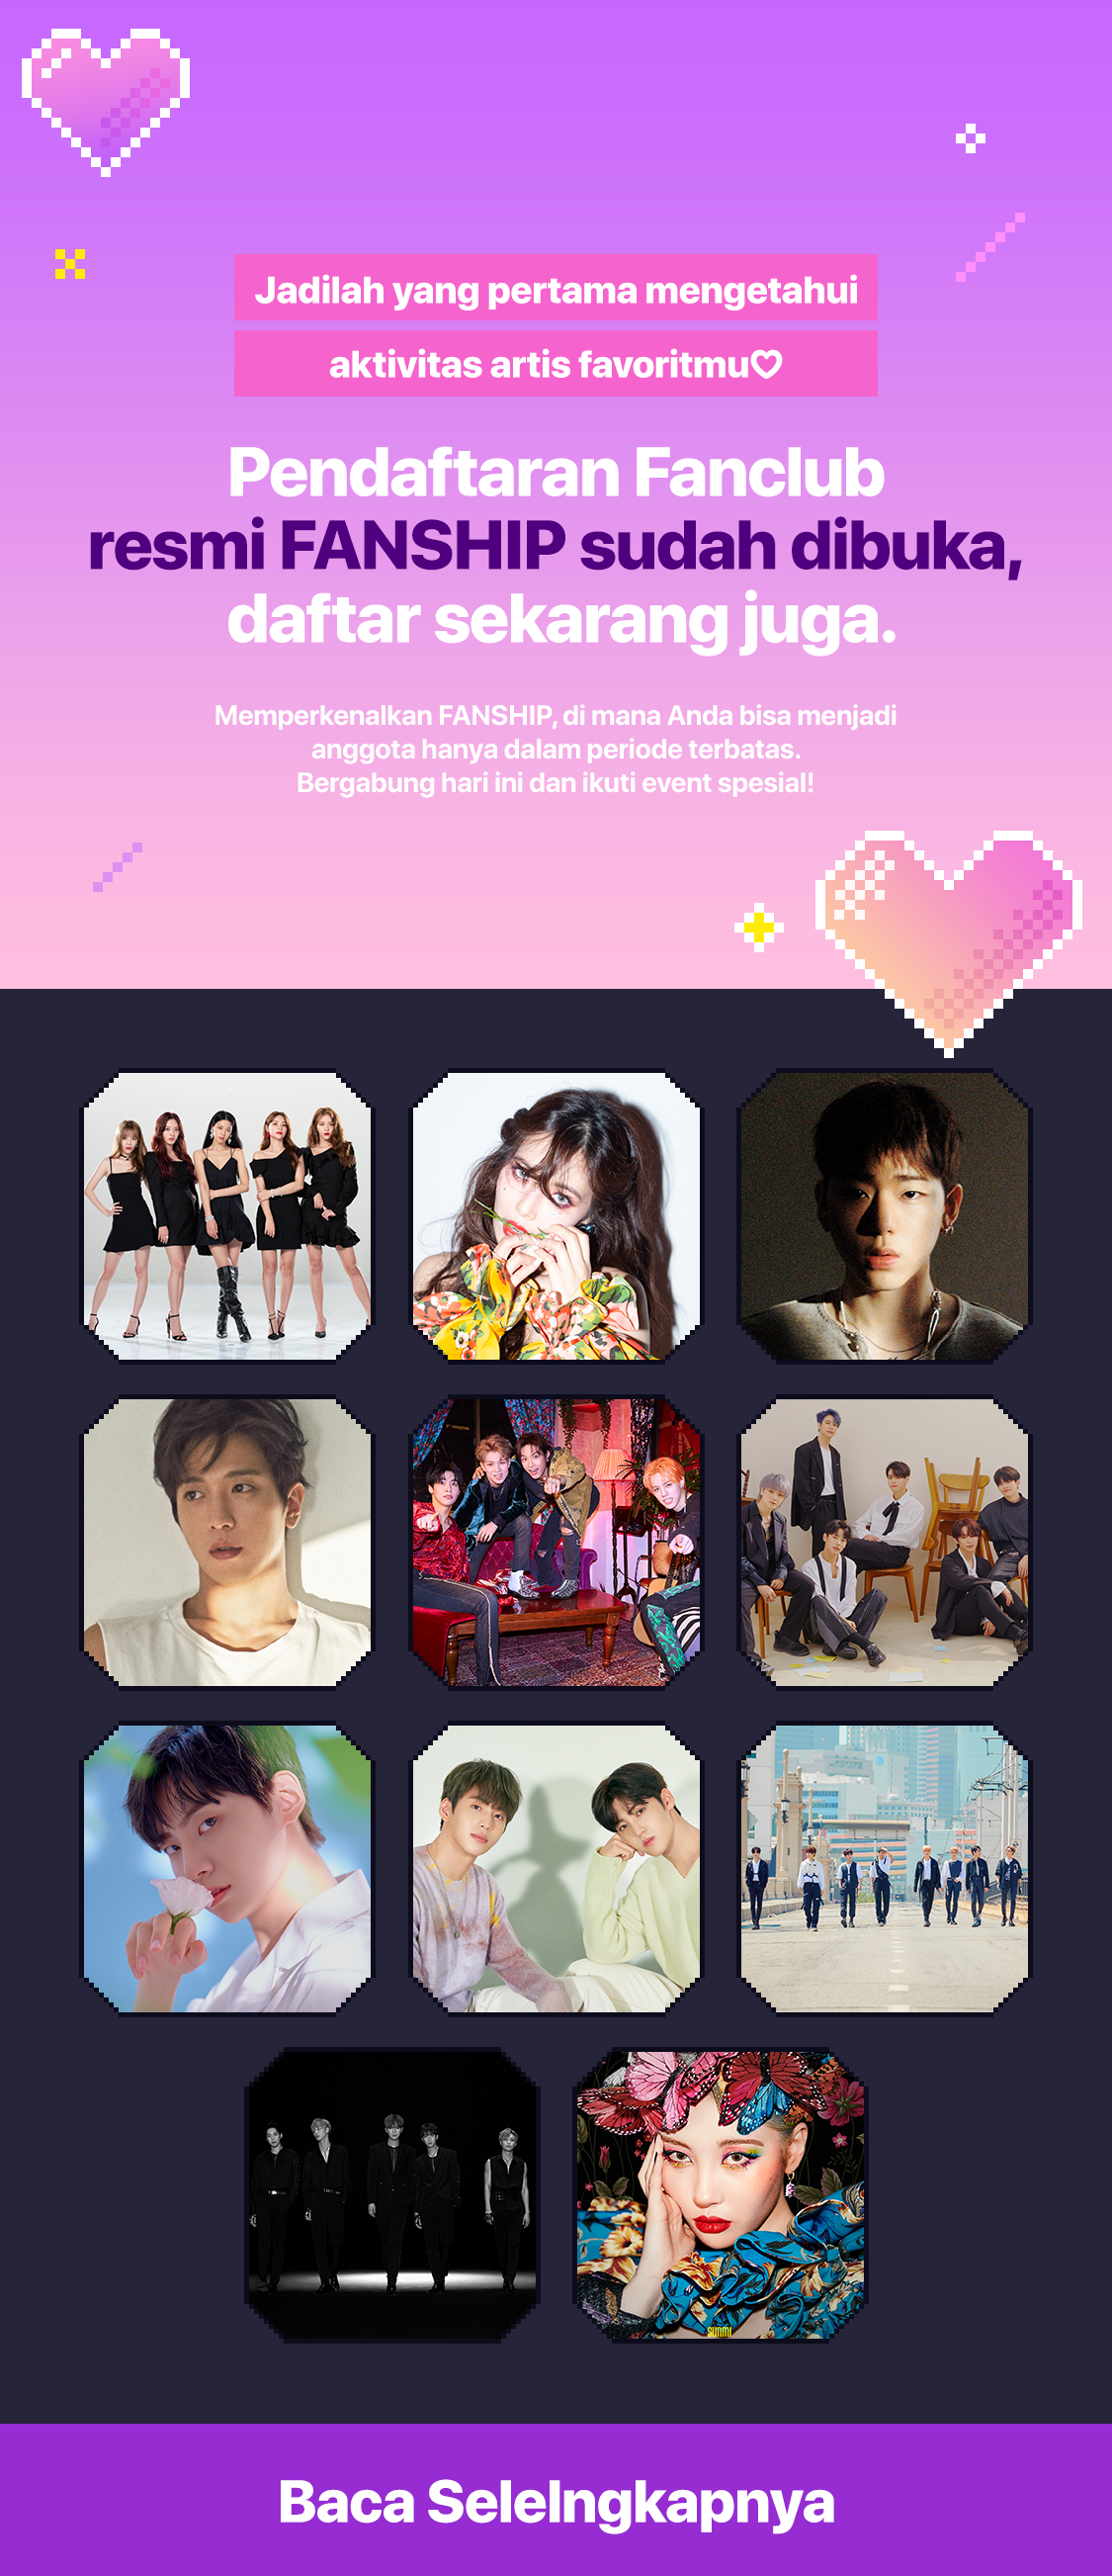 Jadilah yang pertama mengetahui
aktivitas artis favoritmu♡
Pendaftaran Fanclub
resmi FANSHIP sudah dibuka,
daftar sekarang juga.
Memperkenalkan FANSHIP, di mana Anda bisa menjadi
anggota hanya dalam periode terbatas.
Bergabung hari ini dan ikuti event spesial!
SUNMI
Baca Selelngkapnya